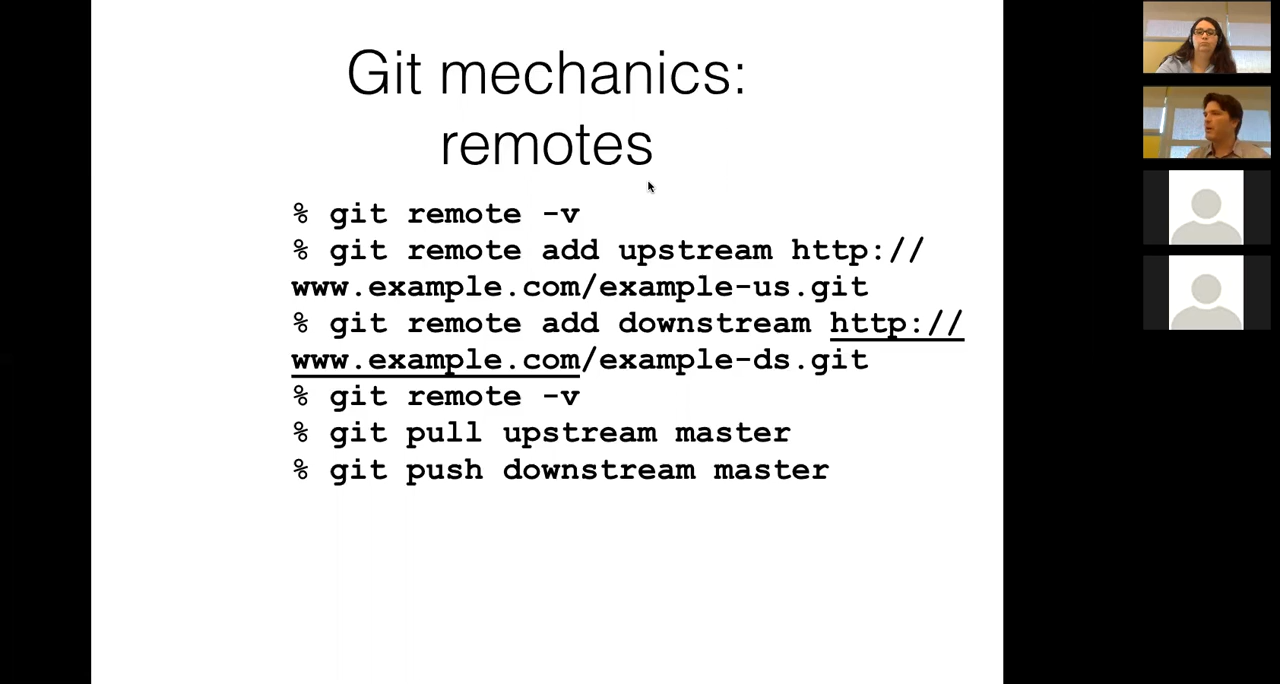 Git mechanics:
remotes
% git remote -v
% git remote add upstream http://
www.example.com/example-us.git
% git remote add downstream http://
www.example.com/example-ds.git
% git remote -v
% git pull upstream master
% git push downstream master